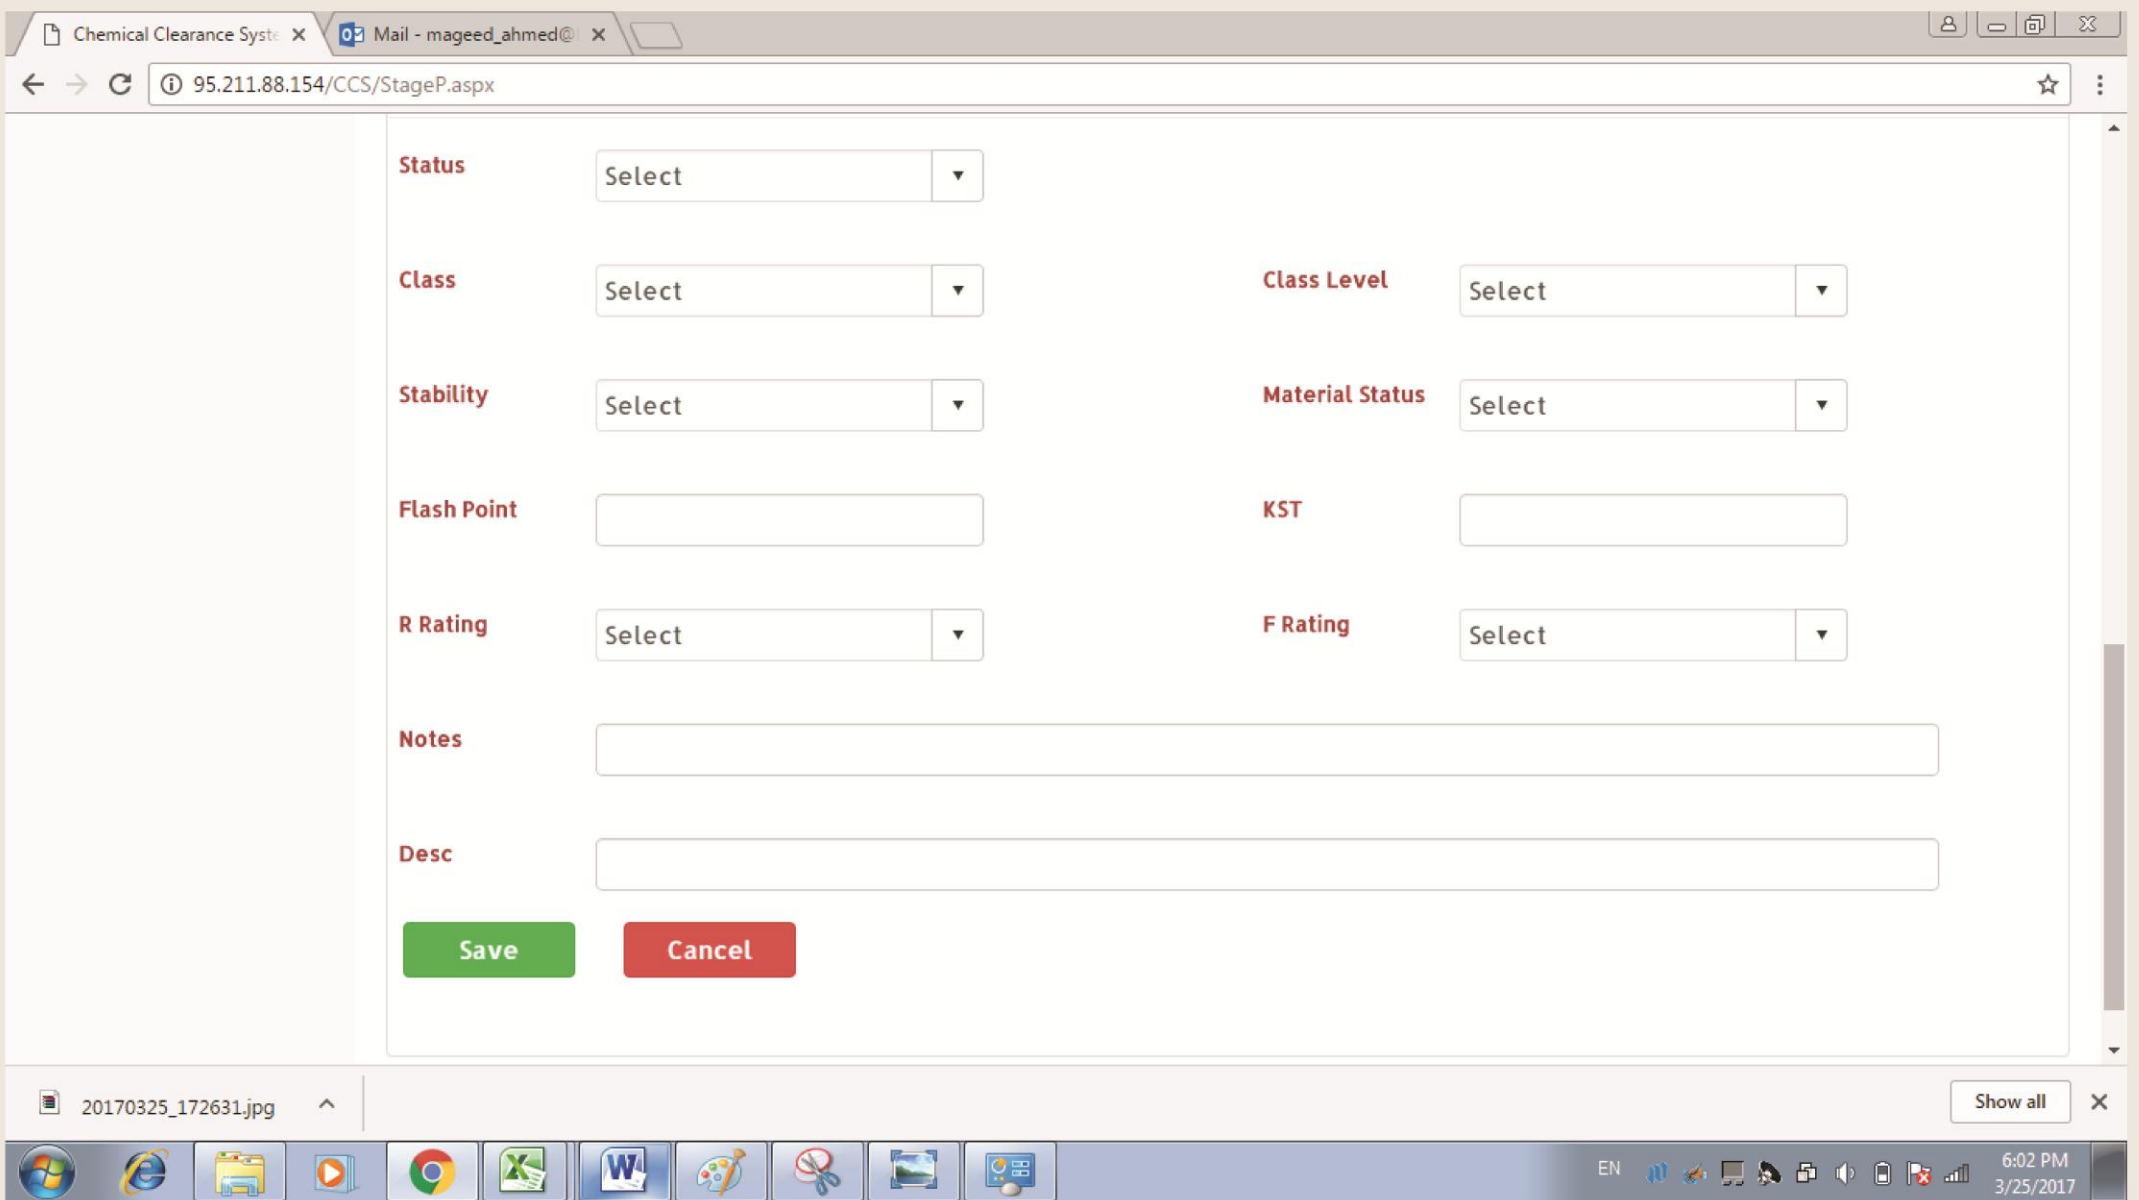 Chemical Clearance Syste
Mail - mageed_ahmed@
95.211.88.154/CCS/StageP.aspx
Status Select
Class Select Class Level Select
Stability Select Material Status Select
Flash Point KST
R Rating Select F Rating Select
Notes
Desc
Save Cancel
20170325_172631.jpg Show all
EN 6:02 PM
3/25/2017